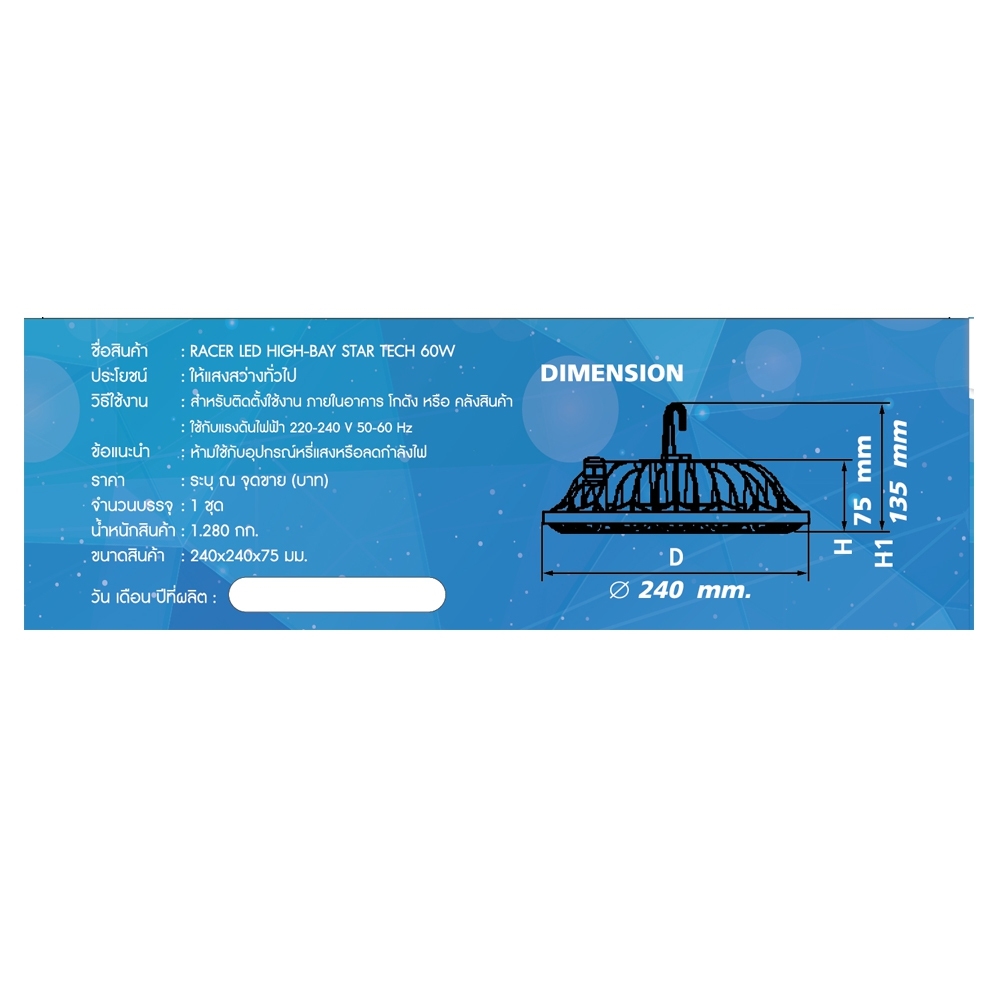 ชื่อสินค้า : RACER LED HIGH-BAY STAR TECH 60W
ประโยชน์ : ให้แสงสว่างทั่วไป
วิธีใช้งาน : สำหรับติดตั้งใช้งาน ภายในอาคาร โกดัง หรือ คลังสินค้า
: ใช้กับแรงดันไฟฟ้า 220-240 V 50-60 Hz
ข้อแนะนำ : ห้ามใช้กับอุปกรณ์หรี่แสงหรือลดกำลังไฟ
ราคา : ระบุ ณ จุดขาย (บาท)
จำนวนบรรจุ : 1 ชุด
น้ำหนักสินค้า : 1.280 กก.
ขนาดสินค้า : 240x240x75 มม.
วัน เดือน ปีที่ผลิต :
DIMENSION
H 75 mm
H1 135 mm
D
∅ 240 mm.